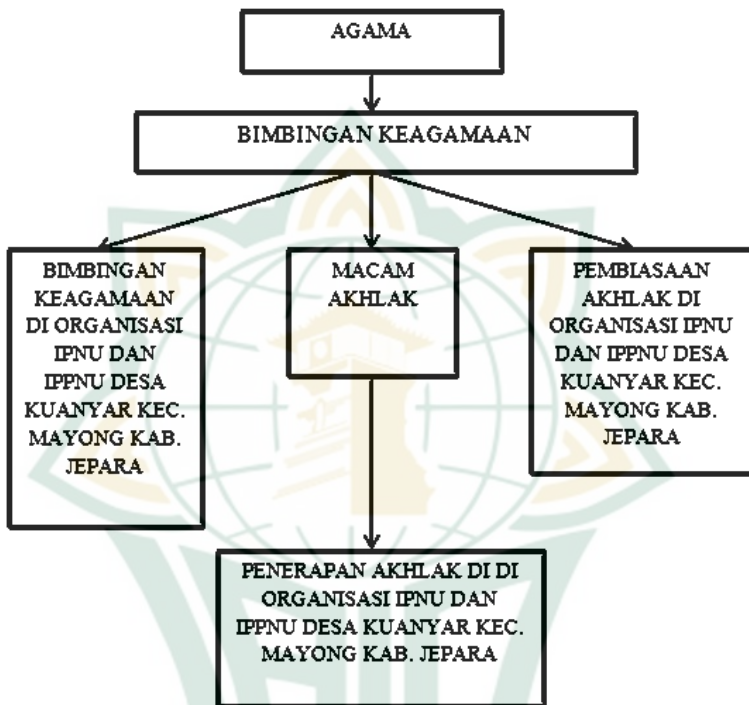 AGAMA
BIMBINGAN KEAGAMAAN
BIMBINGAN
KEAGAMAAN
DI ORGANISASI
IPNU DAN
IPPNU DESA
KUANYAR KEC.
MAYONG KAB.
JEPARA
MACAM
AKHLAK
PEMBIASAAN
AKHLAK DI
ORGANISASI IPNU
DAN IPPNU DESA
KUANYAR KEC.
MAYONG KAB.
JEPARA
PENERAPAN AKHLAK DI DI
ORGANISASI IPNU DAN
IPPNU DESA KUANYAR KEC.
MAYONG KAB. JEPARA